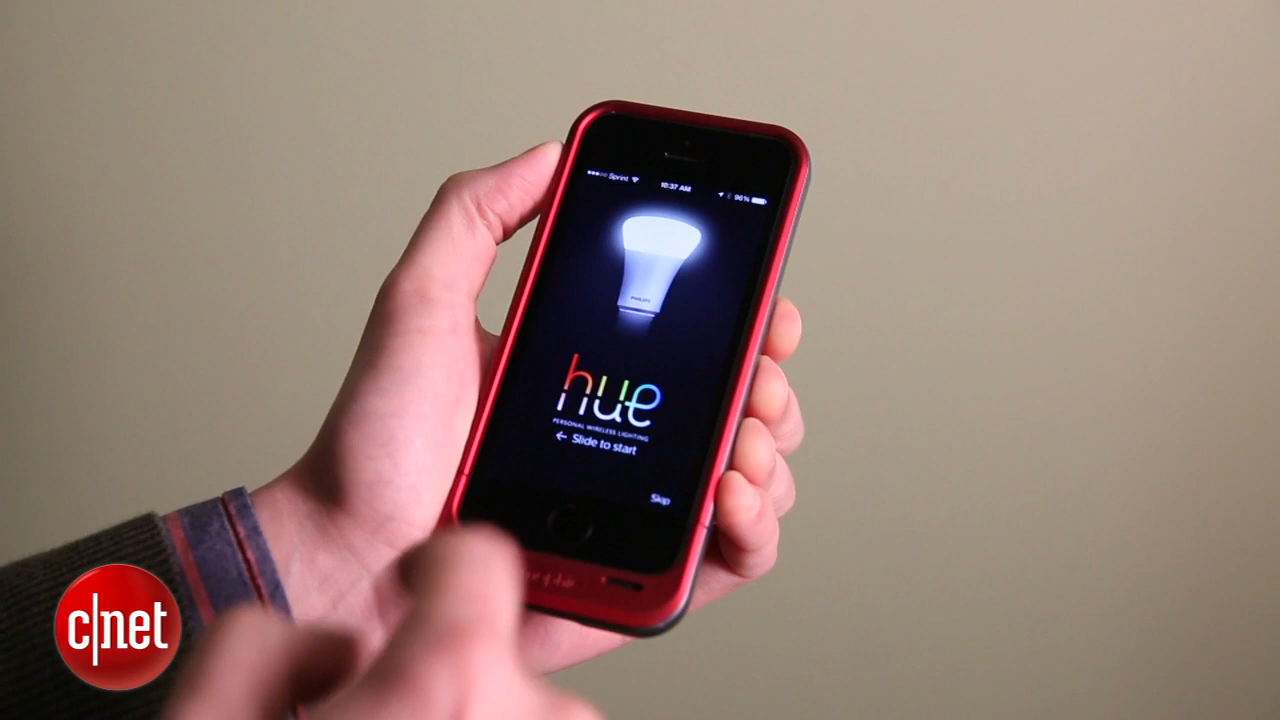 Sprint 10:37 AM 96%
PHILIPS
hue
PERSONAL WIRELESS LIGHTING
← Slide to start
Skip
c|net